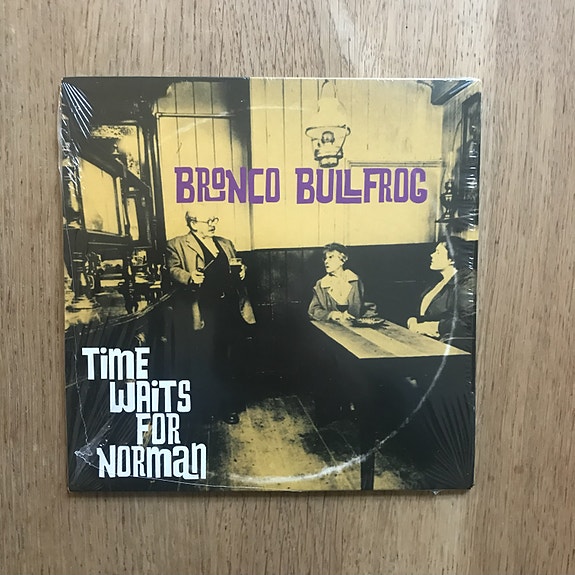 BRONCO BULLFROG
TiME
WAiTS
FOR
NORMaN